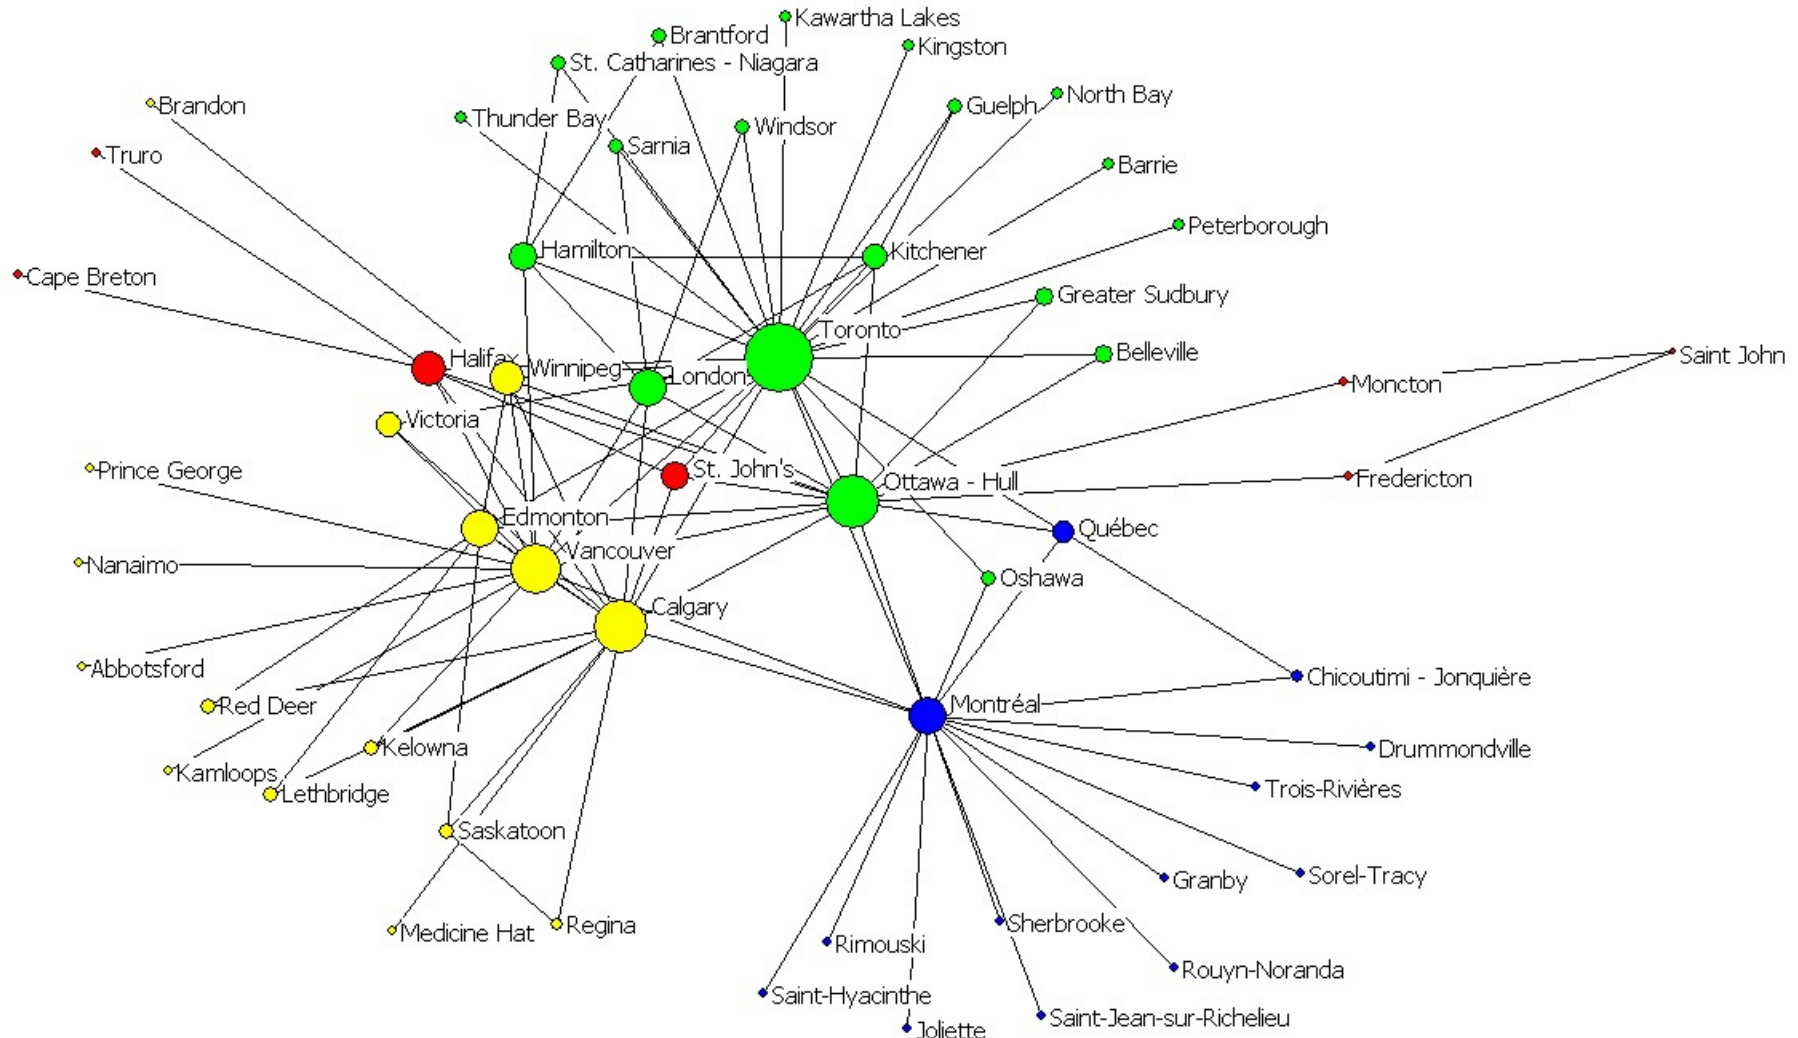 Kawartha Lakes
Brantford
Kingston
St. Catharines - Niagara
Brandon
North Bay
Guelph
Thunder Bay
Windsor
Sarnia
Truro
Barrie
Peterborough
Hamilton
Kitchener
Cape Breton
Greater Sudbury
Toronto
Belleville
Saint John
Halifax
Winnipeg
London
Moncton
Victoria
Prince George
St. John's
Ottawa - Hull
Fredericton
Edmonton
Québec
Vancouver
Nanaimo
Oshawa
Calgary
Abbotsford
Chicoutimi - Jonquière
Red Deer
Montréal
Kelowna
Drummondville
Kamloops
Lethbridge
Trois-Rivières
Saskatoon
Granby
Sorel-Tracy
Medicine Hat
Regina
Sherbrooke
Rimouski
Rouyn-Noranda
Saint-Hyacinthe
Saint-Jean-sur-Richelieu
Joliette